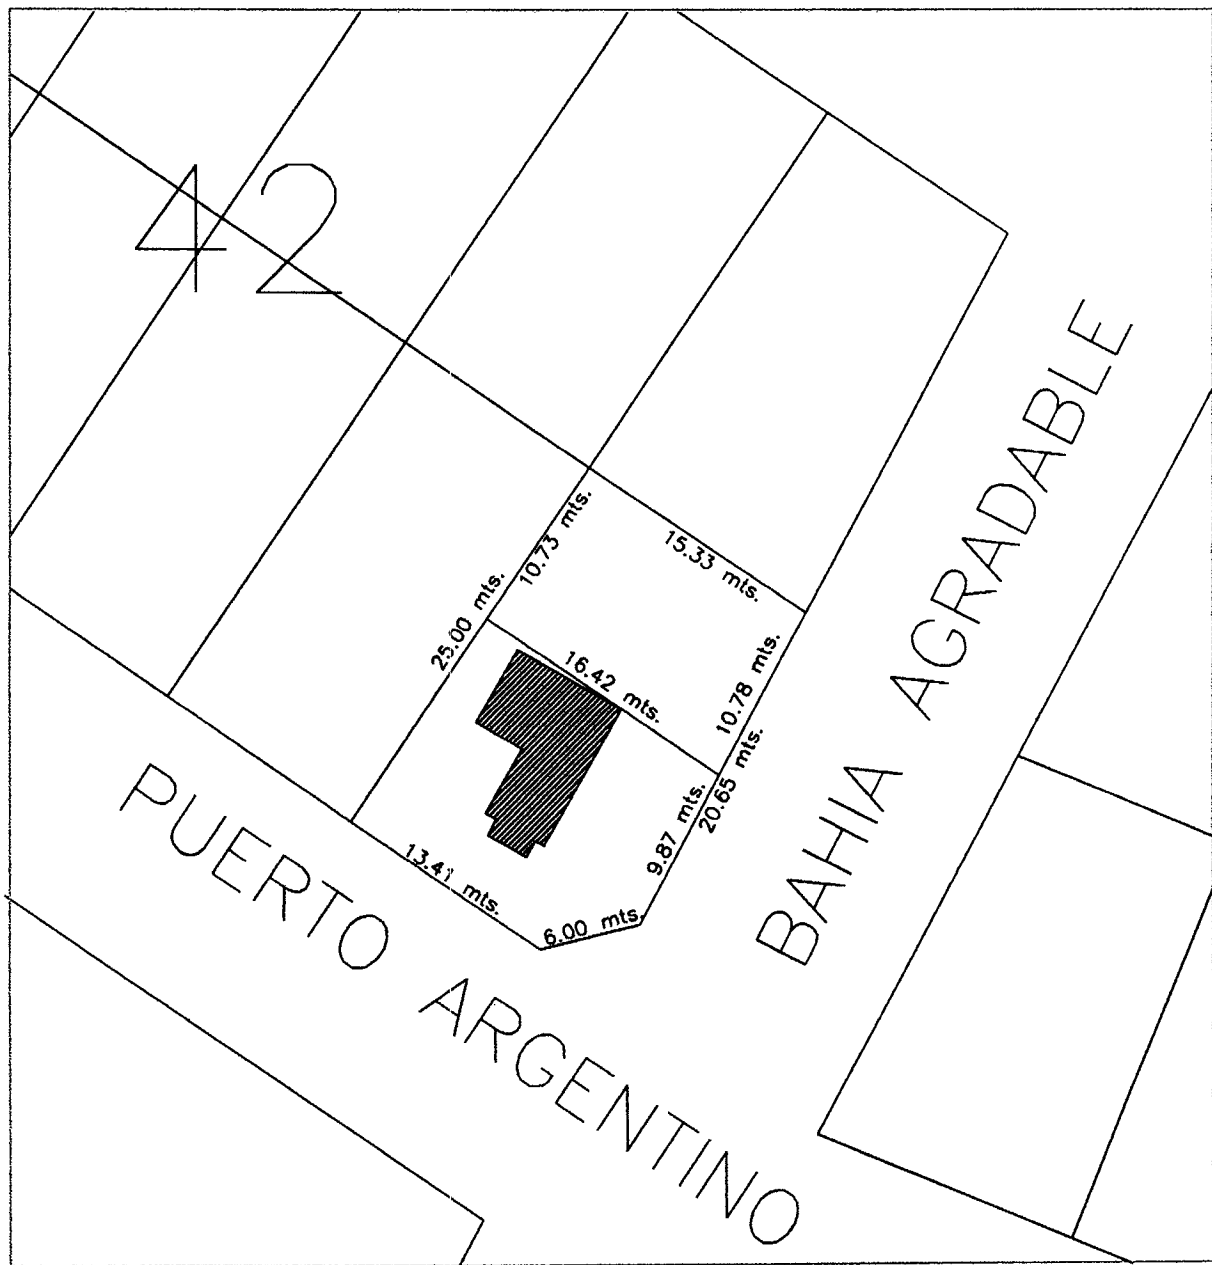 42
10.73 mts.
15.33 mts.
25.00 mts.
16.42 mts.
10.78 mts.
20.65 mts.
9.87 mts.
13.41 mts.
6.00 mts.
BAHIA AGRADABLE
PUERTO ARGENTINO